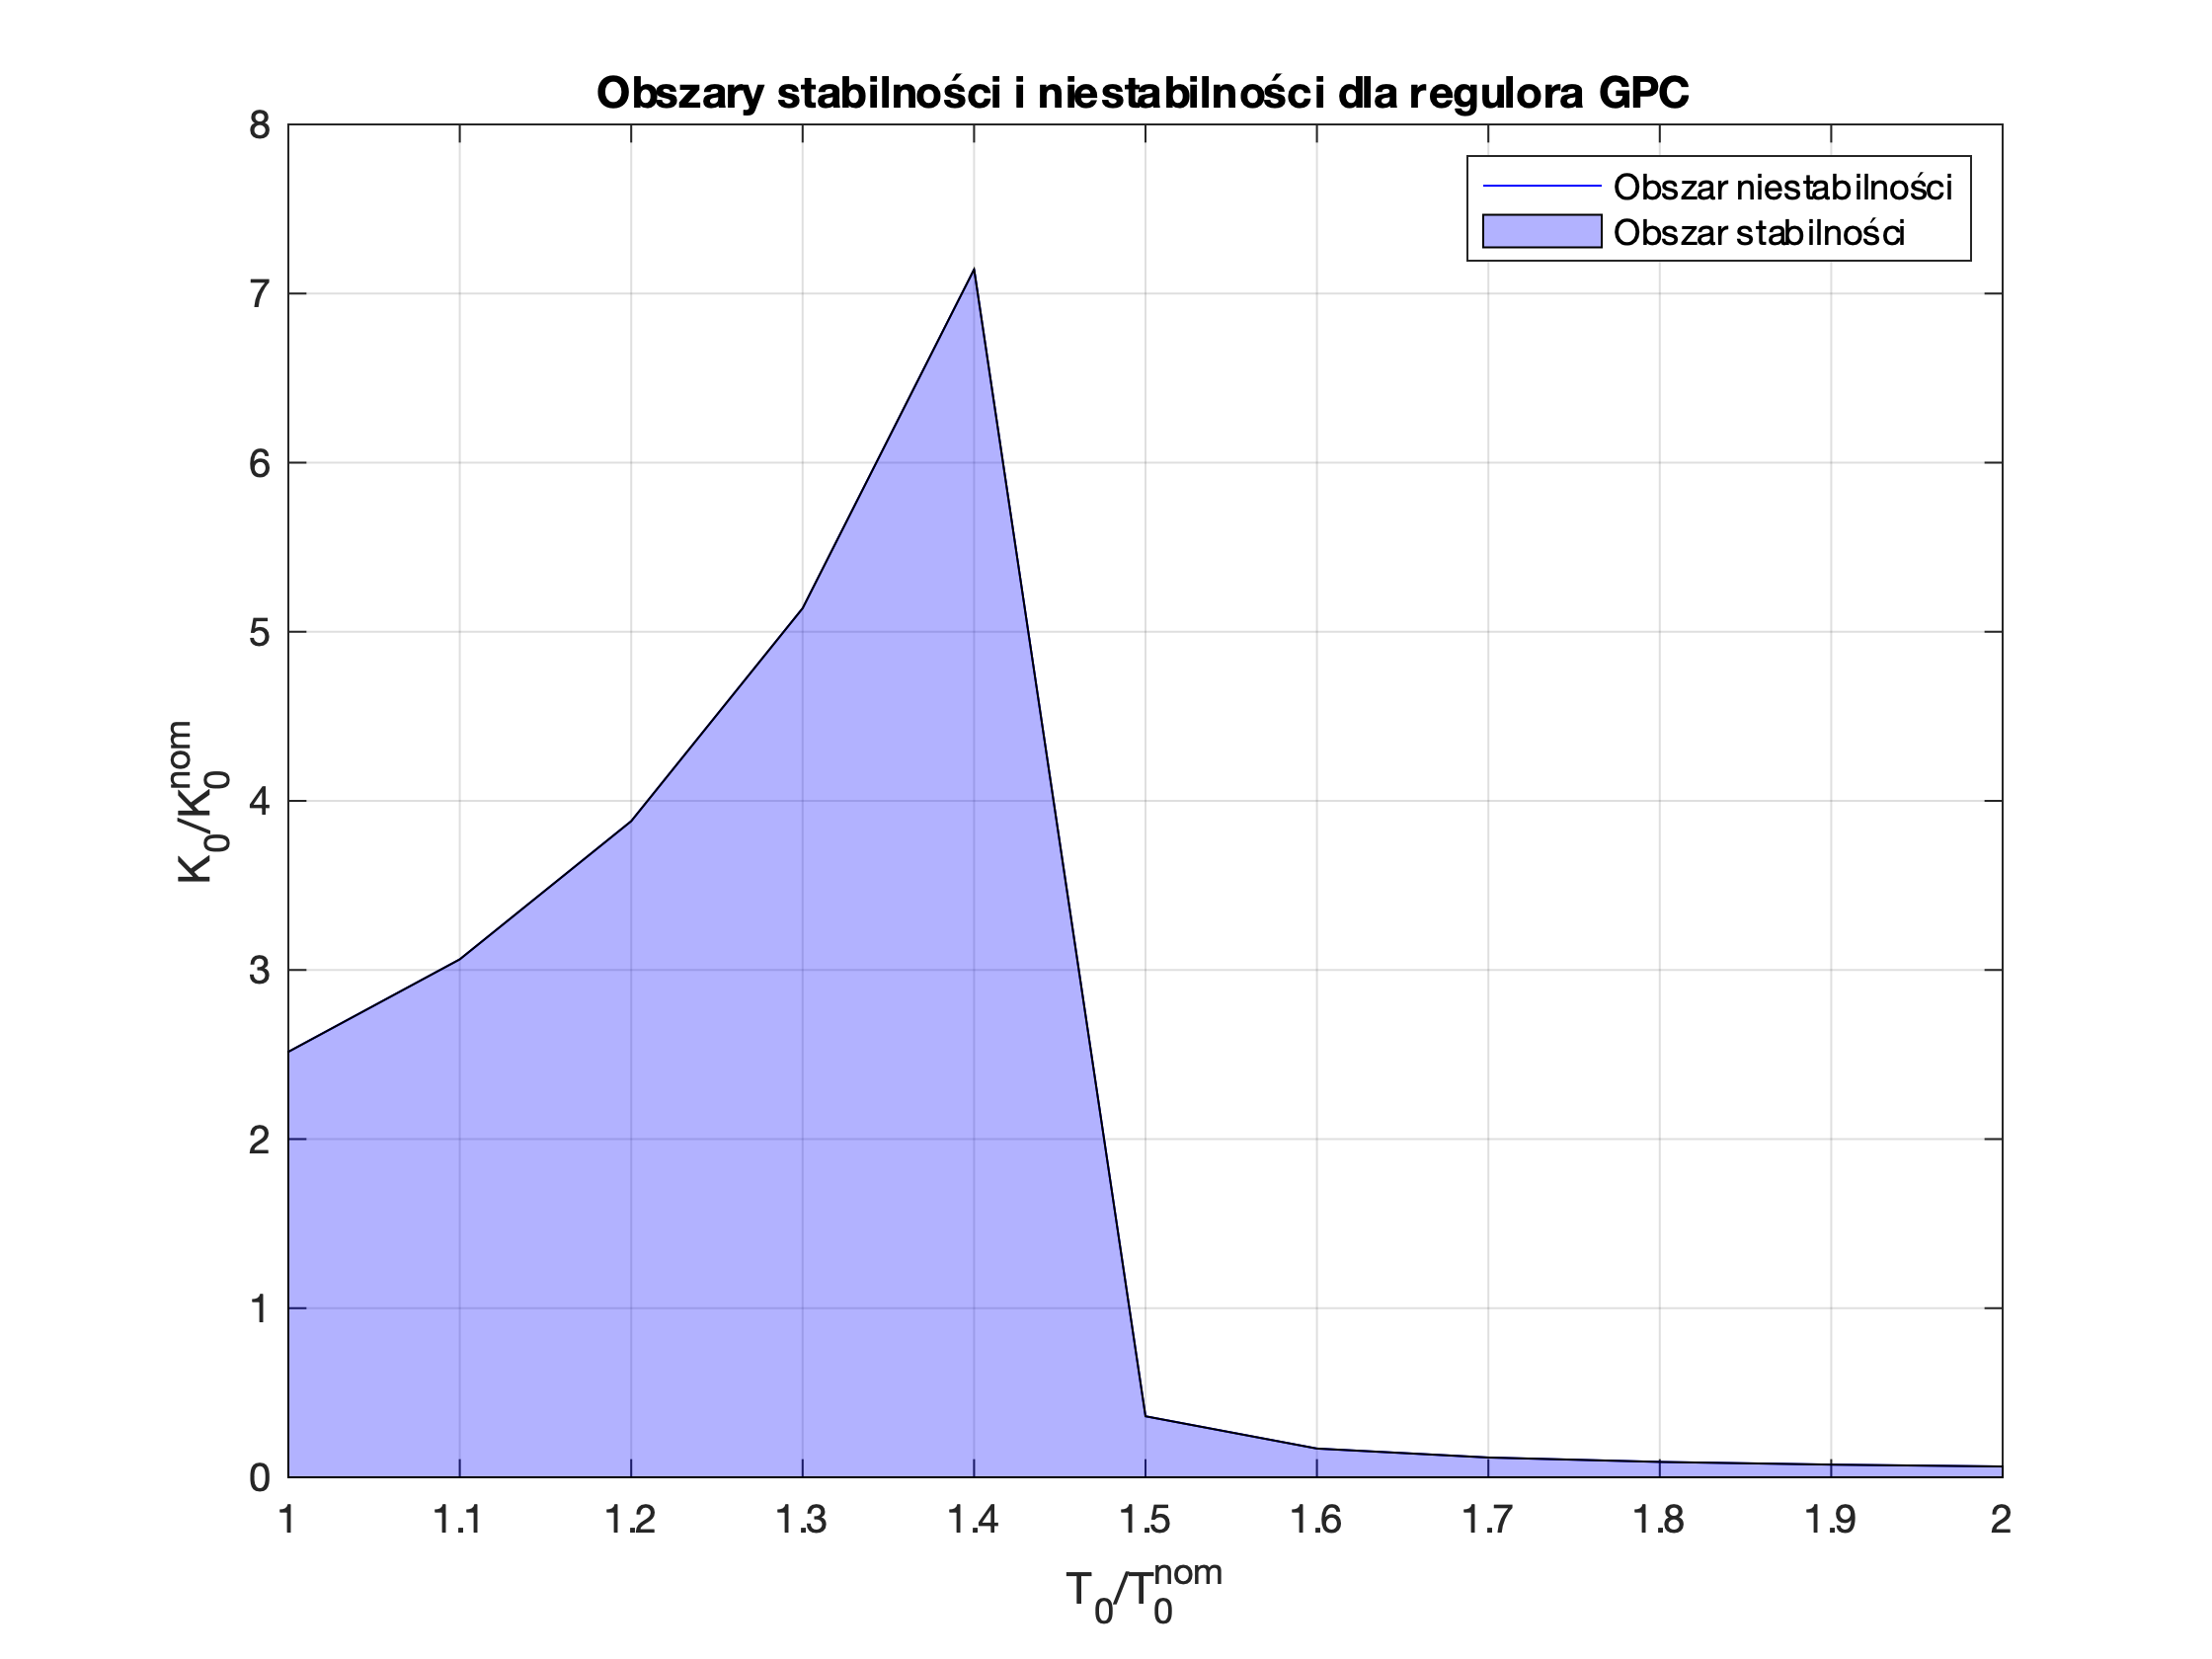 Obszary stabilności i niestabilności dla regulora GPC
Obszar niestabilności
Obszar stabilności
8
7
6
5
4
3
2
1
0
K₀/K₀ⁿᵒᵐ
1 1.1 1.2 1.3 1.4 1.5 1.6 1.7 1.8 1.9 2
T₀/T₀ⁿᵒᵐ